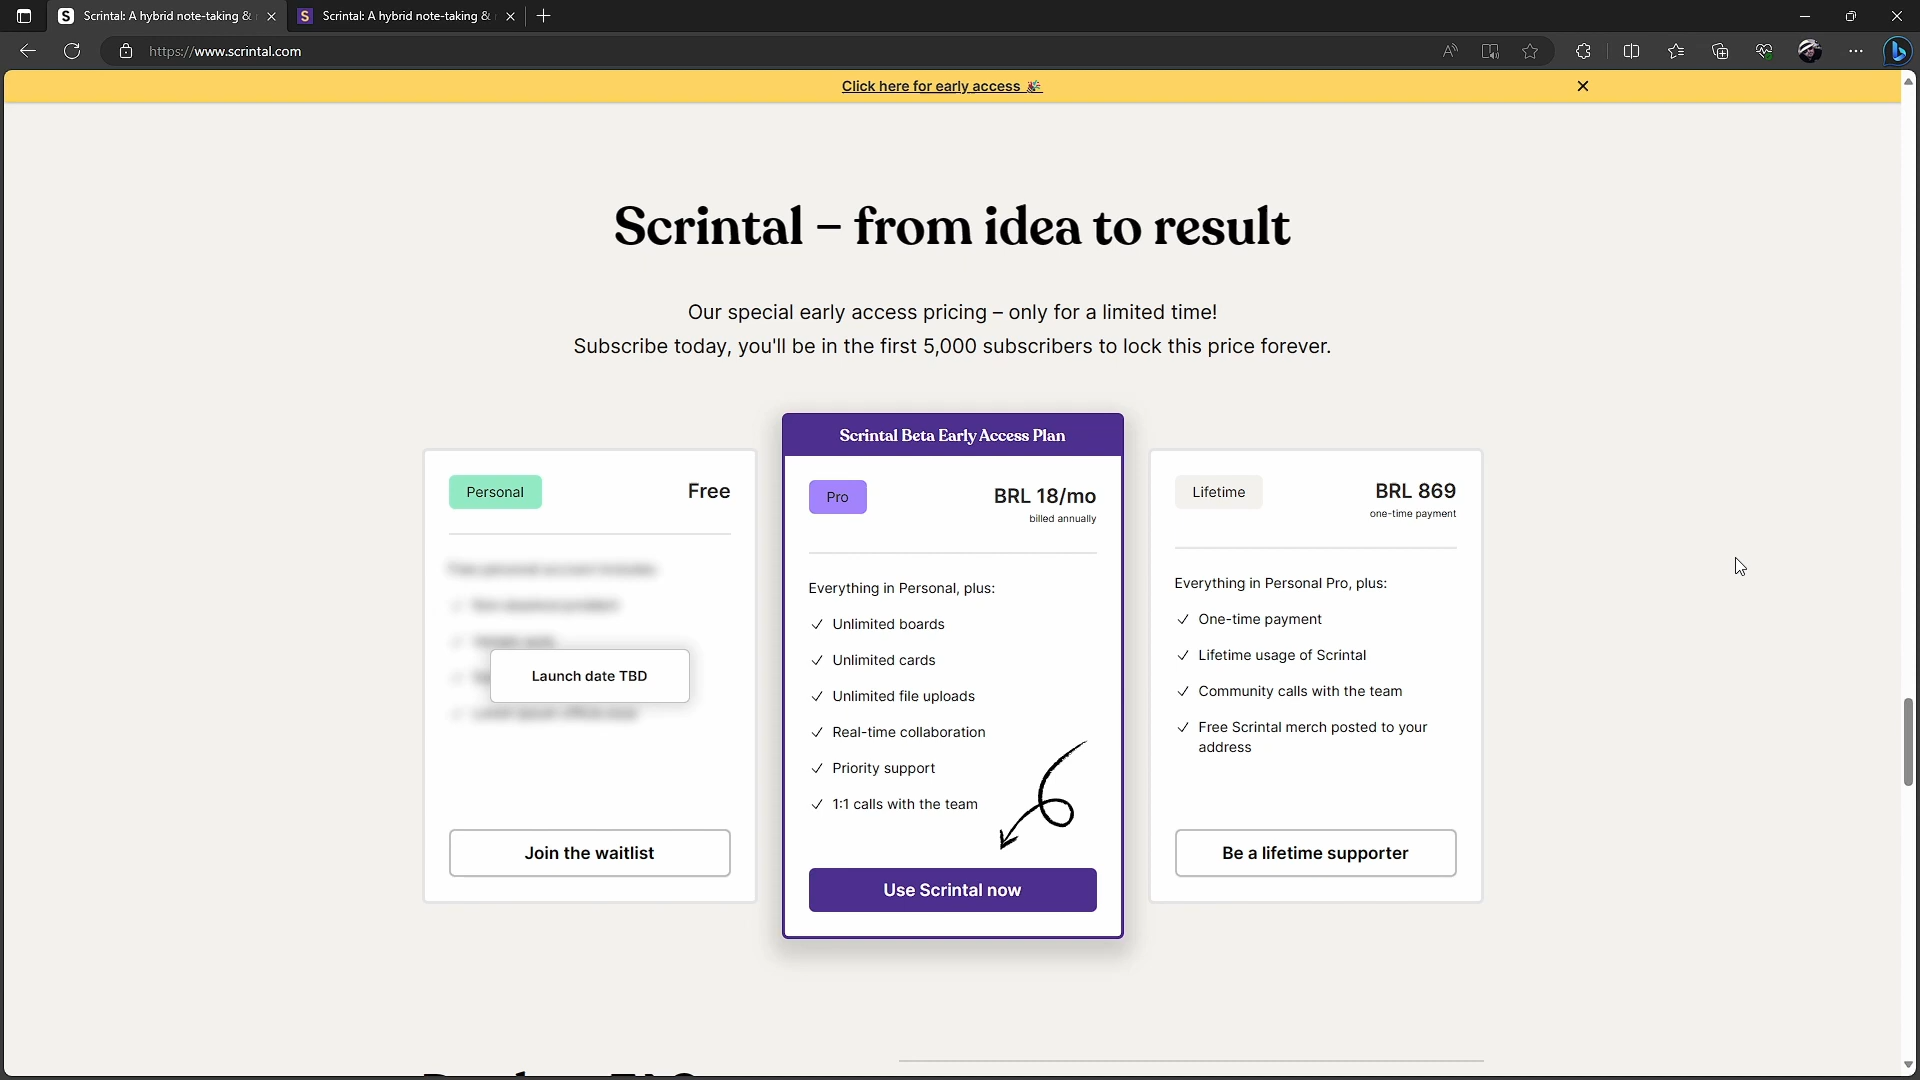 Scrintal: A hybrid note-taking &
Scrintal: A hybrid note-taking &
https://www.scrintal.com
Click here for early access 🎉
Scrintal – from idea to result
Our special early access pricing – only for a limited time!
Subscribe today, you'll be in the first 5,000 subscribers to lock this price forever.
Personal
Free
Launch date TBD
Join the waitlist
Scrintal Beta Early Access Plan
Pro
BRL 18/mo
billed annually
Everything in Personal, plus:
✓ Unlimited boards
✓ Unlimited cards
✓ Unlimited file uploads
✓ Real-time collaboration
✓ Priority support
✓ 1:1 calls with the team
Use Scrintal now
Lifetime
BRL 869
one-time payment
Everything in Personal Pro, plus:
✓ One-time payment
✓ Lifetime usage of Scrintal
✓ Community calls with the team
✓ Free Scrintal merch posted to your
address
Be a lifetime supporter